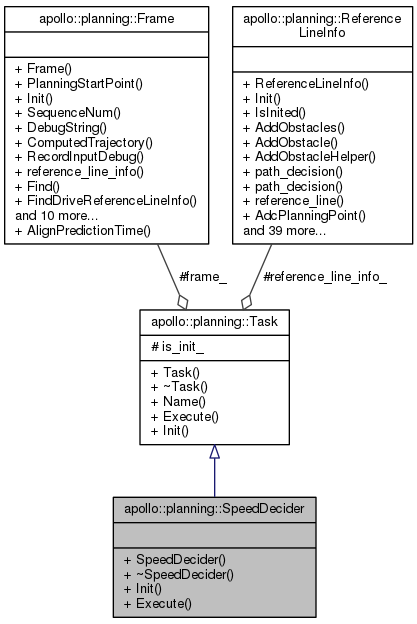 apollo::planning::Frame
+ Frame()
+ PlanningStartPoint()
+ Init()
+ SequenceNum()
+ DebugString()
+ ComputedTrajectory()
+ RecordInputDebug()
+ reference_line_info()
+ Find()
+ FindDriveReferenceLineInfo()
and 10 more...
+ AlignPredictionTime()
apollo::planning::Reference
LineInfo
+ ReferenceLineInfo()
+ Init()
+ IsInited()
+ AddObstacles()
+ AddObstacle()
+ AddObstacleHelper()
+ path_decision()
+ path_decision()
+ reference_line()
+ AdcPlanningPoint()
and 39 more...
#frame_
#reference_line_info_
apollo::planning::Task
# is_init_
+ Task()
+ ~Task()
+ Name()
+ Execute()
+ Init()
apollo::planning::SpeedDecider
+ SpeedDecider()
+ ~SpeedDecider()
+ Init()
+ Execute()